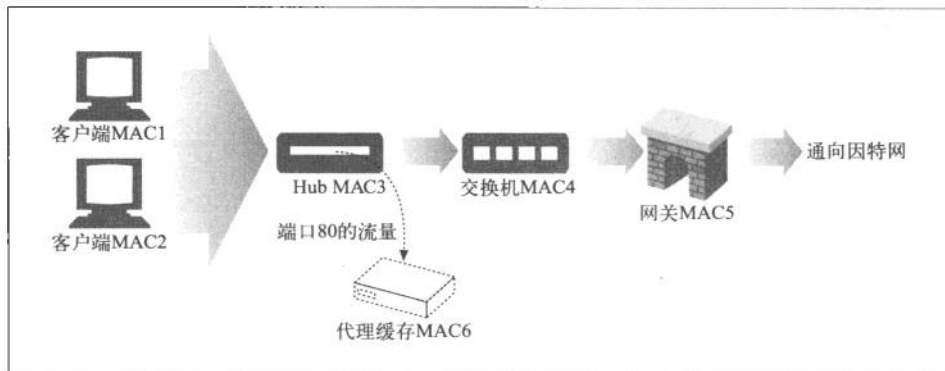 客户端MAC1
客户端MAC2
Hub MAC3
端口80的流量
代理缓存MAC6
交换机MAC4
网关MAC5
通向因特网